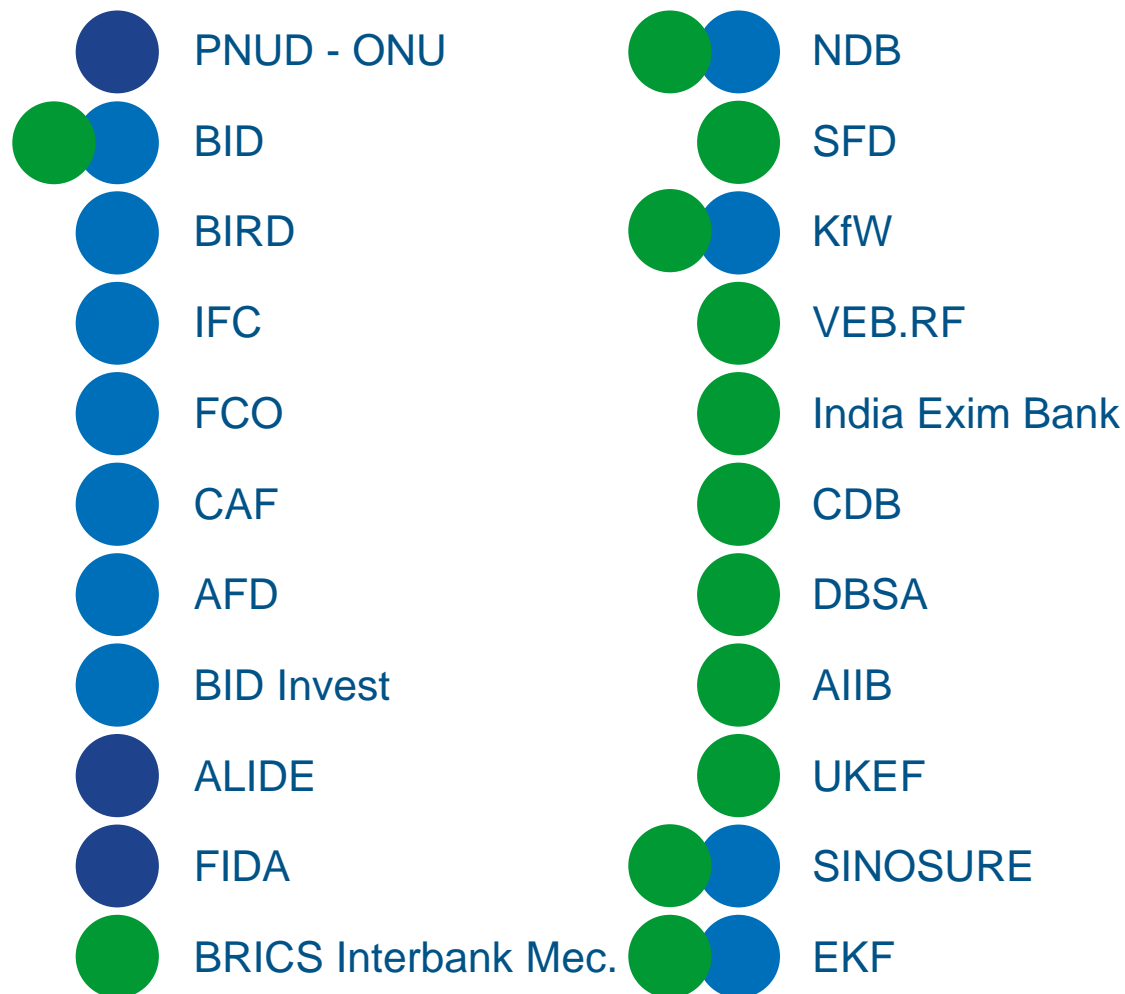 PNUD - ONU
BID
BIRD
IFC
FCO
CAF
AFD
BID Invest
ALIDE
FIDA
BRICS Interbank Mec.
NDB
SFD
KfW
VEB.RF
India Exim Bank
CDB
DBSA
AIIB
UKEF
SINOSURE
EKF